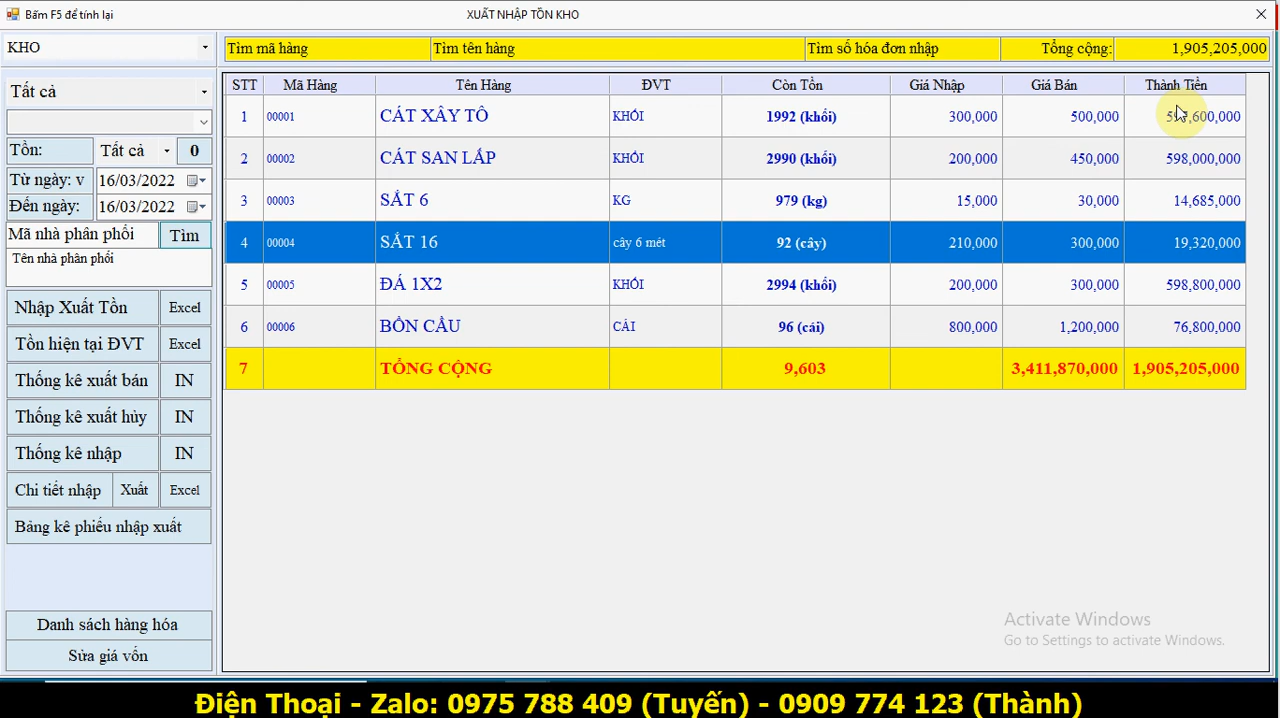 Bấm F5 để tính lại
XUẤT NHẬP TỒN KHO
KHO
Tìm mã hàng Tìm tên hàng Tìm số hóa đơn nhập Tổng cộng: 1,905,205,000
Tất cả
Tồn: Tất cả 0
Từ ngày: v 16/03/2022
Đến ngày: 16/03/2022
Mã nhà phân phối Tìm
Tên nhà phân phối
Nhập Xuất Tồn Excel
Tồn hiện tại ĐVT Excel
Thống kê xuất bán IN
Thống kê xuất hủy IN
Thống kê nhập IN
Chi tiết nhập Xuất Excel
Bảng kê phiếu nhập xuất
Danh sách hàng hóa
Sửa giá vốn
STT Mã Hàng Tên Hàng ĐVT Còn Tồn Giá Nhập Giá Bán Thành Tiền
1 00001 CÁT XÂY TÔ KHỐI 1992 (khối) 300,000 500,000
2 00002 CÁT SAN LẤP KHỐI 2990 (khối) 200,000 450,000 598,000,000
3 00003 SẮT 6 KG 979 (kg) 15,000 30,000 14,685,000
4 00004 SẮT 16 cây 6 mét 92 (cây) 210,000 300,000 19,320,000
5 00005 ĐÁ 1X2 KHỐI 2994 (khối) 200,000 300,000 598,800,000
6 00006 BỒN CẦU CÁI 96 (cái) 800,000 1,200,000 76,800,000
7 TỔNG CỘNG 9,603 3,411,870,000 1,905,205,000
Activate Windows
Go to Settings to activate Windows.
Điện Thoại - Zalo: 0975 788 409 (Tuyến) - 0909 774 123 (Thành)